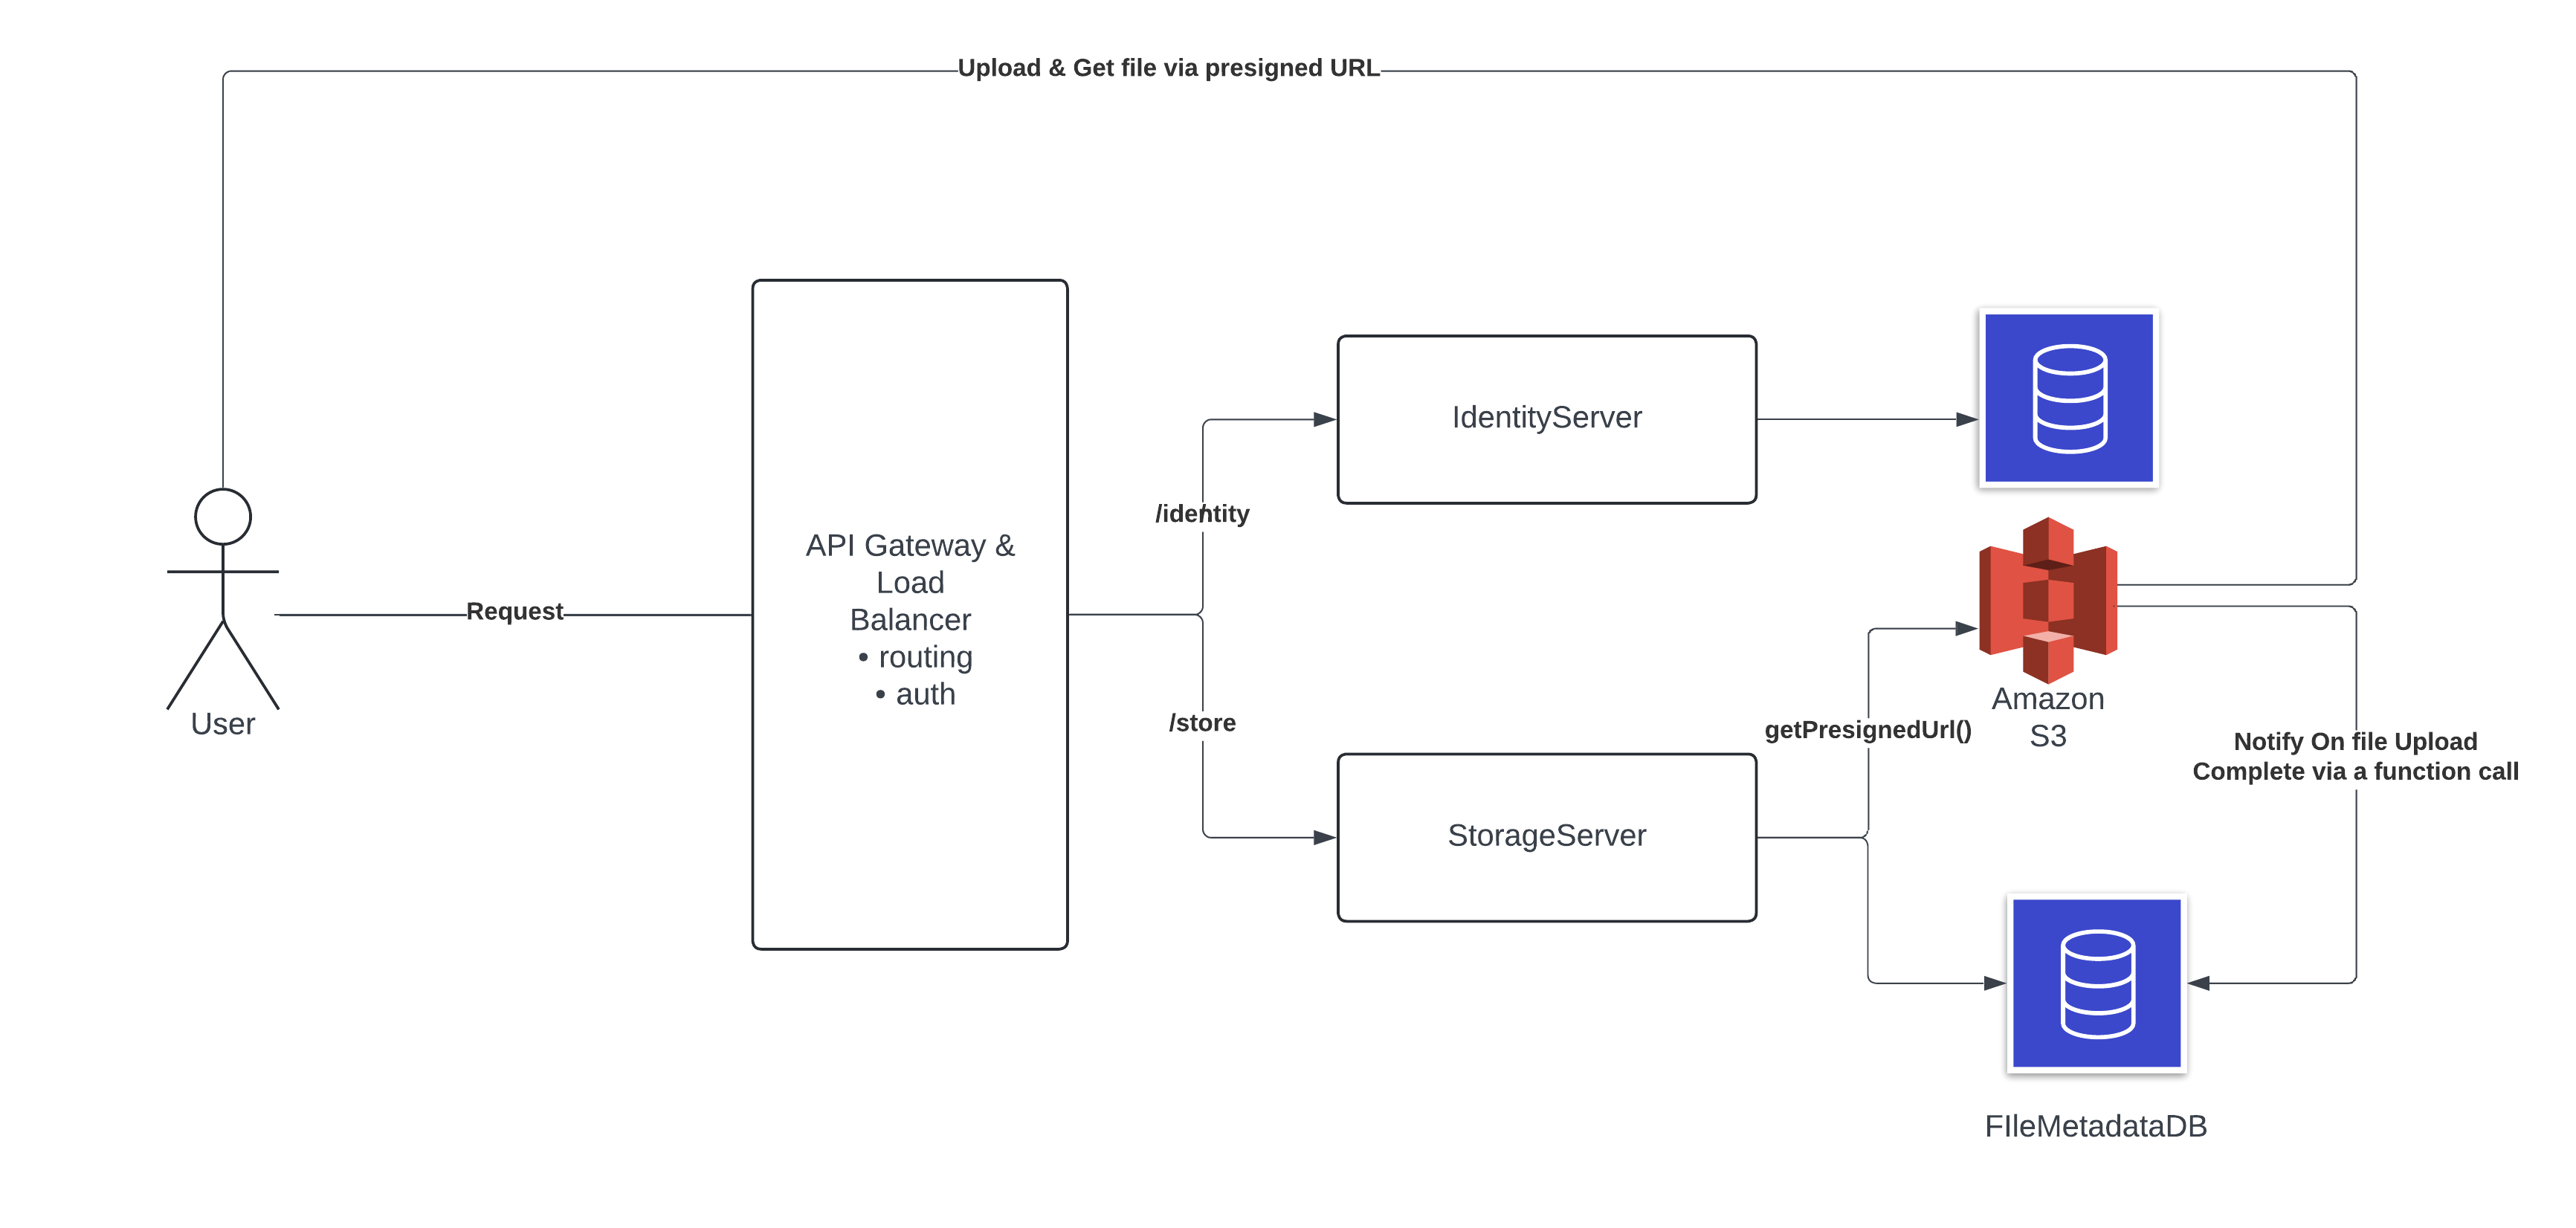 Upload & Get file via presigned URL
User
Request
API Gateway &
Load
Balancer
• routing
• auth
/identity
/store
IdentityServer
StorageServer
getPresignedUrl()
Amazon
S3
Notify On file Upload
Complete via a function call
FIleMetadataDB